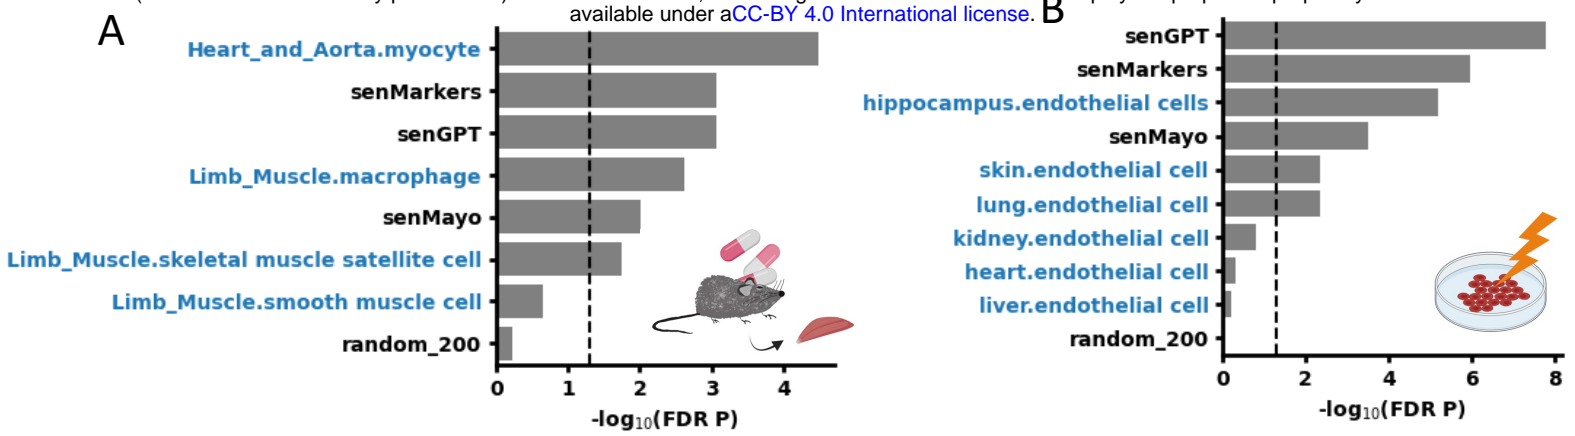 available under aCC-BY 4.0 International license.
A
Heart_and_Aorta.myocyte
senMarkers
senGPT
Limb_Muscle.macrophage
senMayo
Limb_Muscle.skeletal muscle satellite cell
Limb_Muscle.smooth muscle cell
random_200
0 1 2 3 4
-log10(FDR P)
B
senGPT
senMarkers
hippocampus.endothelial cells
senMayo
skin.endothelial cell
lung.endothelial cell
kidney.endothelial cell
heart.endothelial cell
liver.endothelial cell
random_200
0 2 4 6 8
-log10(FDR P)